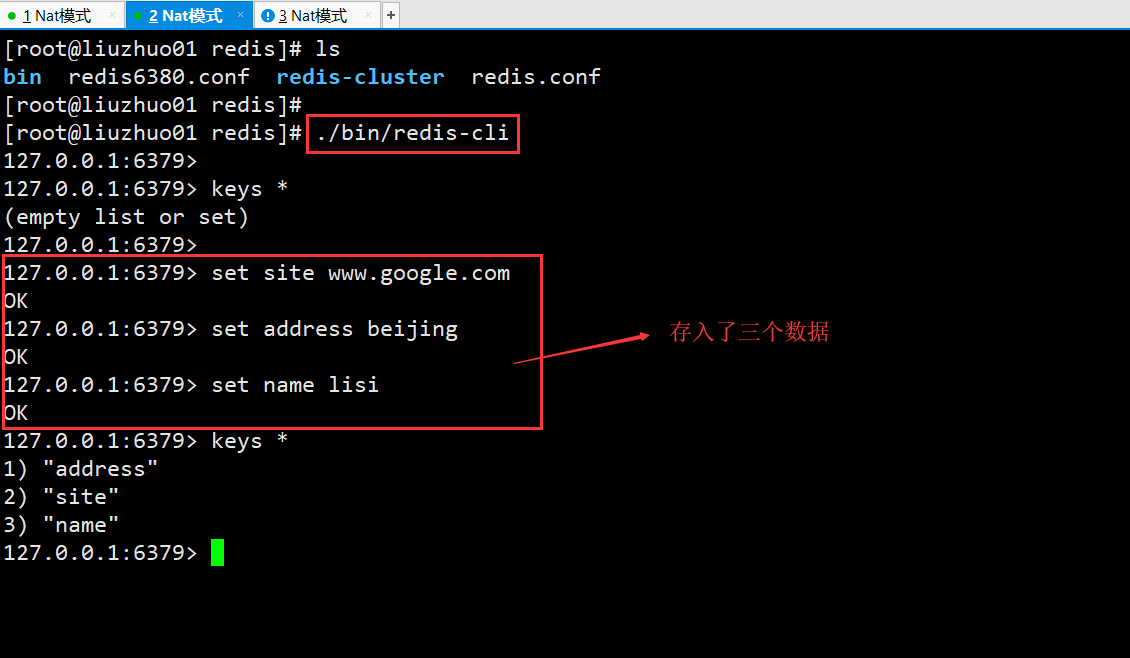 1 Nat模式 × 2 Nat模式 × 3 Nat模式 × +
[root@liuzhuo01 redis]# ls
bin  redis6380.conf  redis-cluster  redis.conf
[root@liuzhuo01 redis]#
[root@liuzhuo01 redis]# ./bin/redis-cli
127.0.0.1:6379>
127.0.0.1:6379> keys *
(empty list or set)
127.0.0.1:6379>
127.0.0.1:6379> set site www.google.com
OK
127.0.0.1:6379> set address beijing
存入了三个数据
OK
127.0.0.1:6379> set name lisi
OK
127.0.0.1:6379> keys *
1) "address"
2) "site"
3) "name"
127.0.0.1:6379>